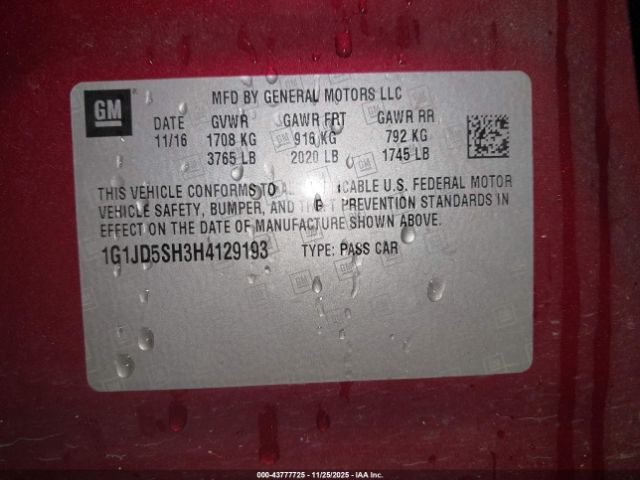 GM
MFD BY GENERAL MOTORS LLC
DATE GVWR GAWR FRT GAWR RR
11/16 1708 KG 916 KG 792 KG
3765 LB 2020 LB 1745 LB
THIS VEHICLE CONFORMS TO ALL APPLICABLE U.S. FEDERAL MOTOR
VEHICLE SAFETY, BUMPER, AND THEFT PREVENTION STANDARDS IN
EFFECT ON THE DATE OF MANUFACTURE SHOWN ABOVE.
1G1JD5SH3H4129193 TYPE: PASS CAR
000-43777725 - 11/25/2025 - IAA Inc.